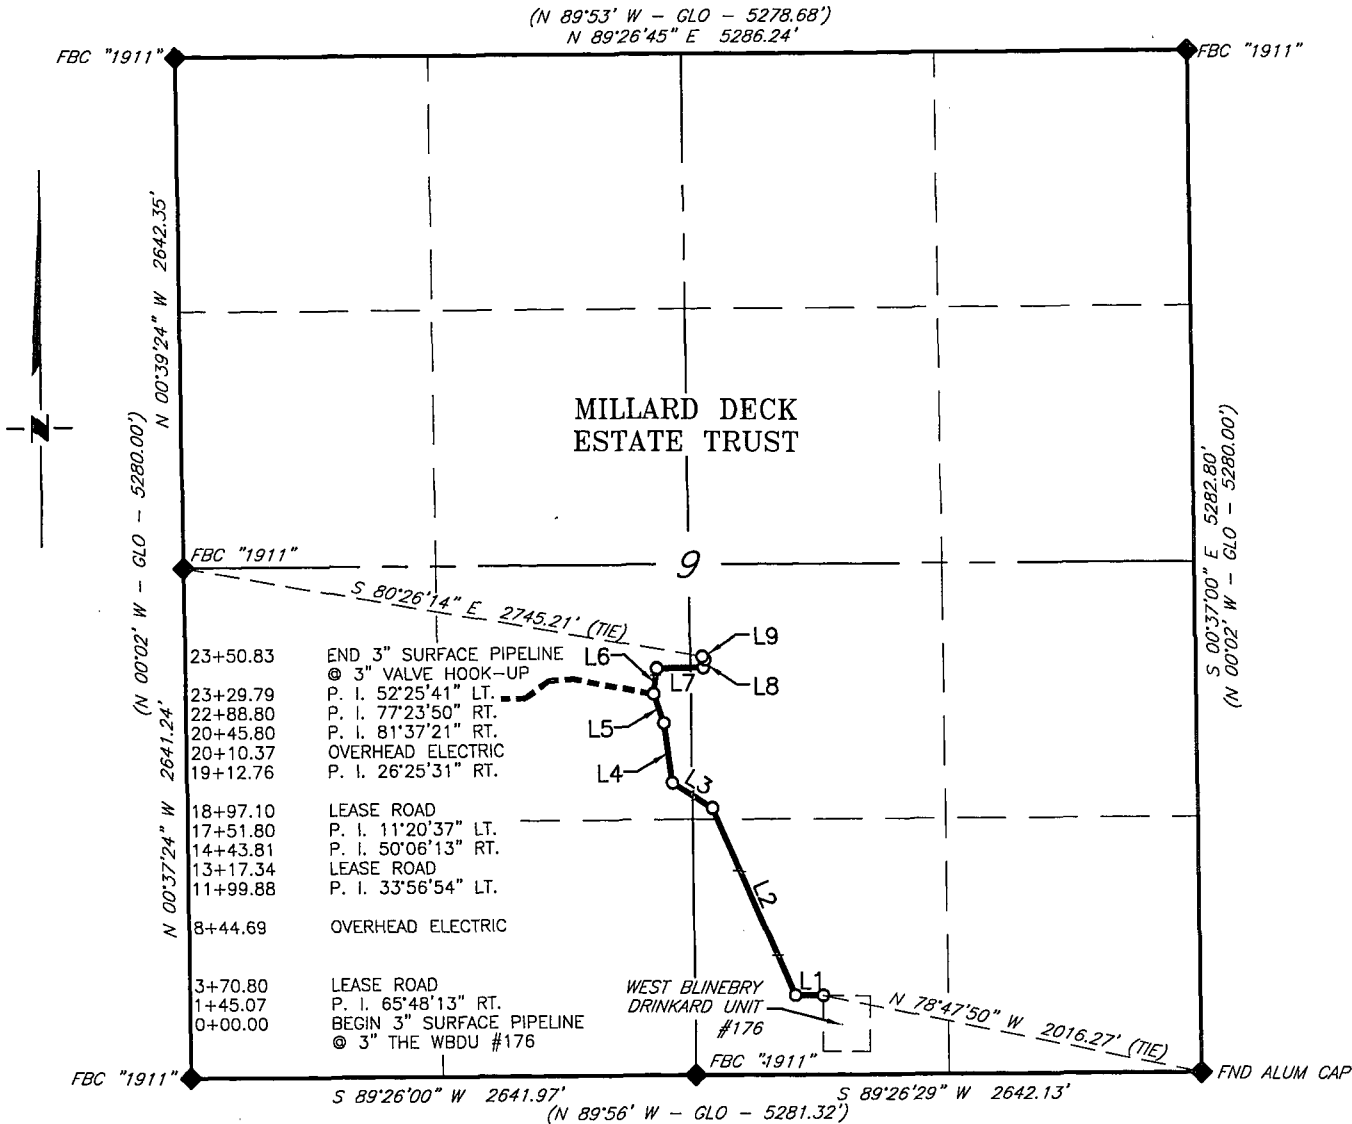 (N 89°53' W - GLO - 5278.68')
N 89°26'45" E 5286.24'
FBC "1911"
FBC "1911"
N 00°39'24" W 2642.35'
(N 00°02' W - GLO - 5280.00')
N 00°37'24" W 2641.24'
S 00°37'00" E 5282.80'
(N 00°02' W - GLO - 5280.00')
N
MILLARD DECK
ESTATE TRUST
FBC "1911"
9
S 80°26'14" E 2745.21' (TIE)
23+50.83 END 3" SURFACE PIPELINE
@ 3" VALVE HOOK-UP
23+29.79 P. I. 52°25'41" LT.
22+88.80 P. I. 77°23'50" RT.
20+45.80 P. I. 81°37'21" RT.
20+10.37 OVERHEAD ELECTRIC
19+12.76 P. I. 26°25'31" RT.
18+97.10 LEASE ROAD
17+51.80 P. I. 11°20'37" LT.
14+43.81 P. I. 50°06'13" RT.
13+17.34 LEASE ROAD
11+99.88 P. I. 33°56'54" LT.
8+44.69 OVERHEAD ELECTRIC
3+70.80 LEASE ROAD
1+45.07 P. I. 65°48'13" RT.
0+00.00 BEGIN 3" SURFACE PIPELINE
@ 3" THE WBDU #176
L9
L8
L6
L7
L5
L4
L3
L2
L1
WEST BLINEBRY
DRINKARD UNIT
#176
N 78°47'50" W 2016.27' (TIE)
FBC "1911"
FBC "1911"
FND ALUM CAP
S 89°26'00" W 2641.97'
S 89°26'29" W 2642.13'
(N 89°56' W - GLO - 5281.32')